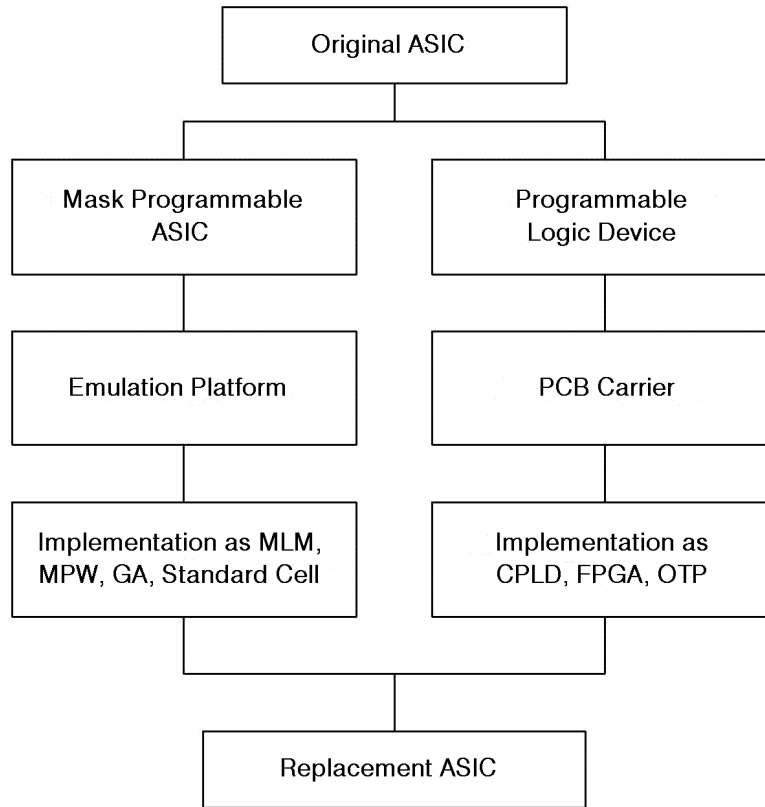 Original ASIC
Mask Programmable
ASIC
Programmable
Logic Device
Emulation Platform
PCB Carrier
Implementation as MLM,
MPW, GA, Standard Cell
Implementation as
CPLD, FPGA, OTP
Replacement ASIC